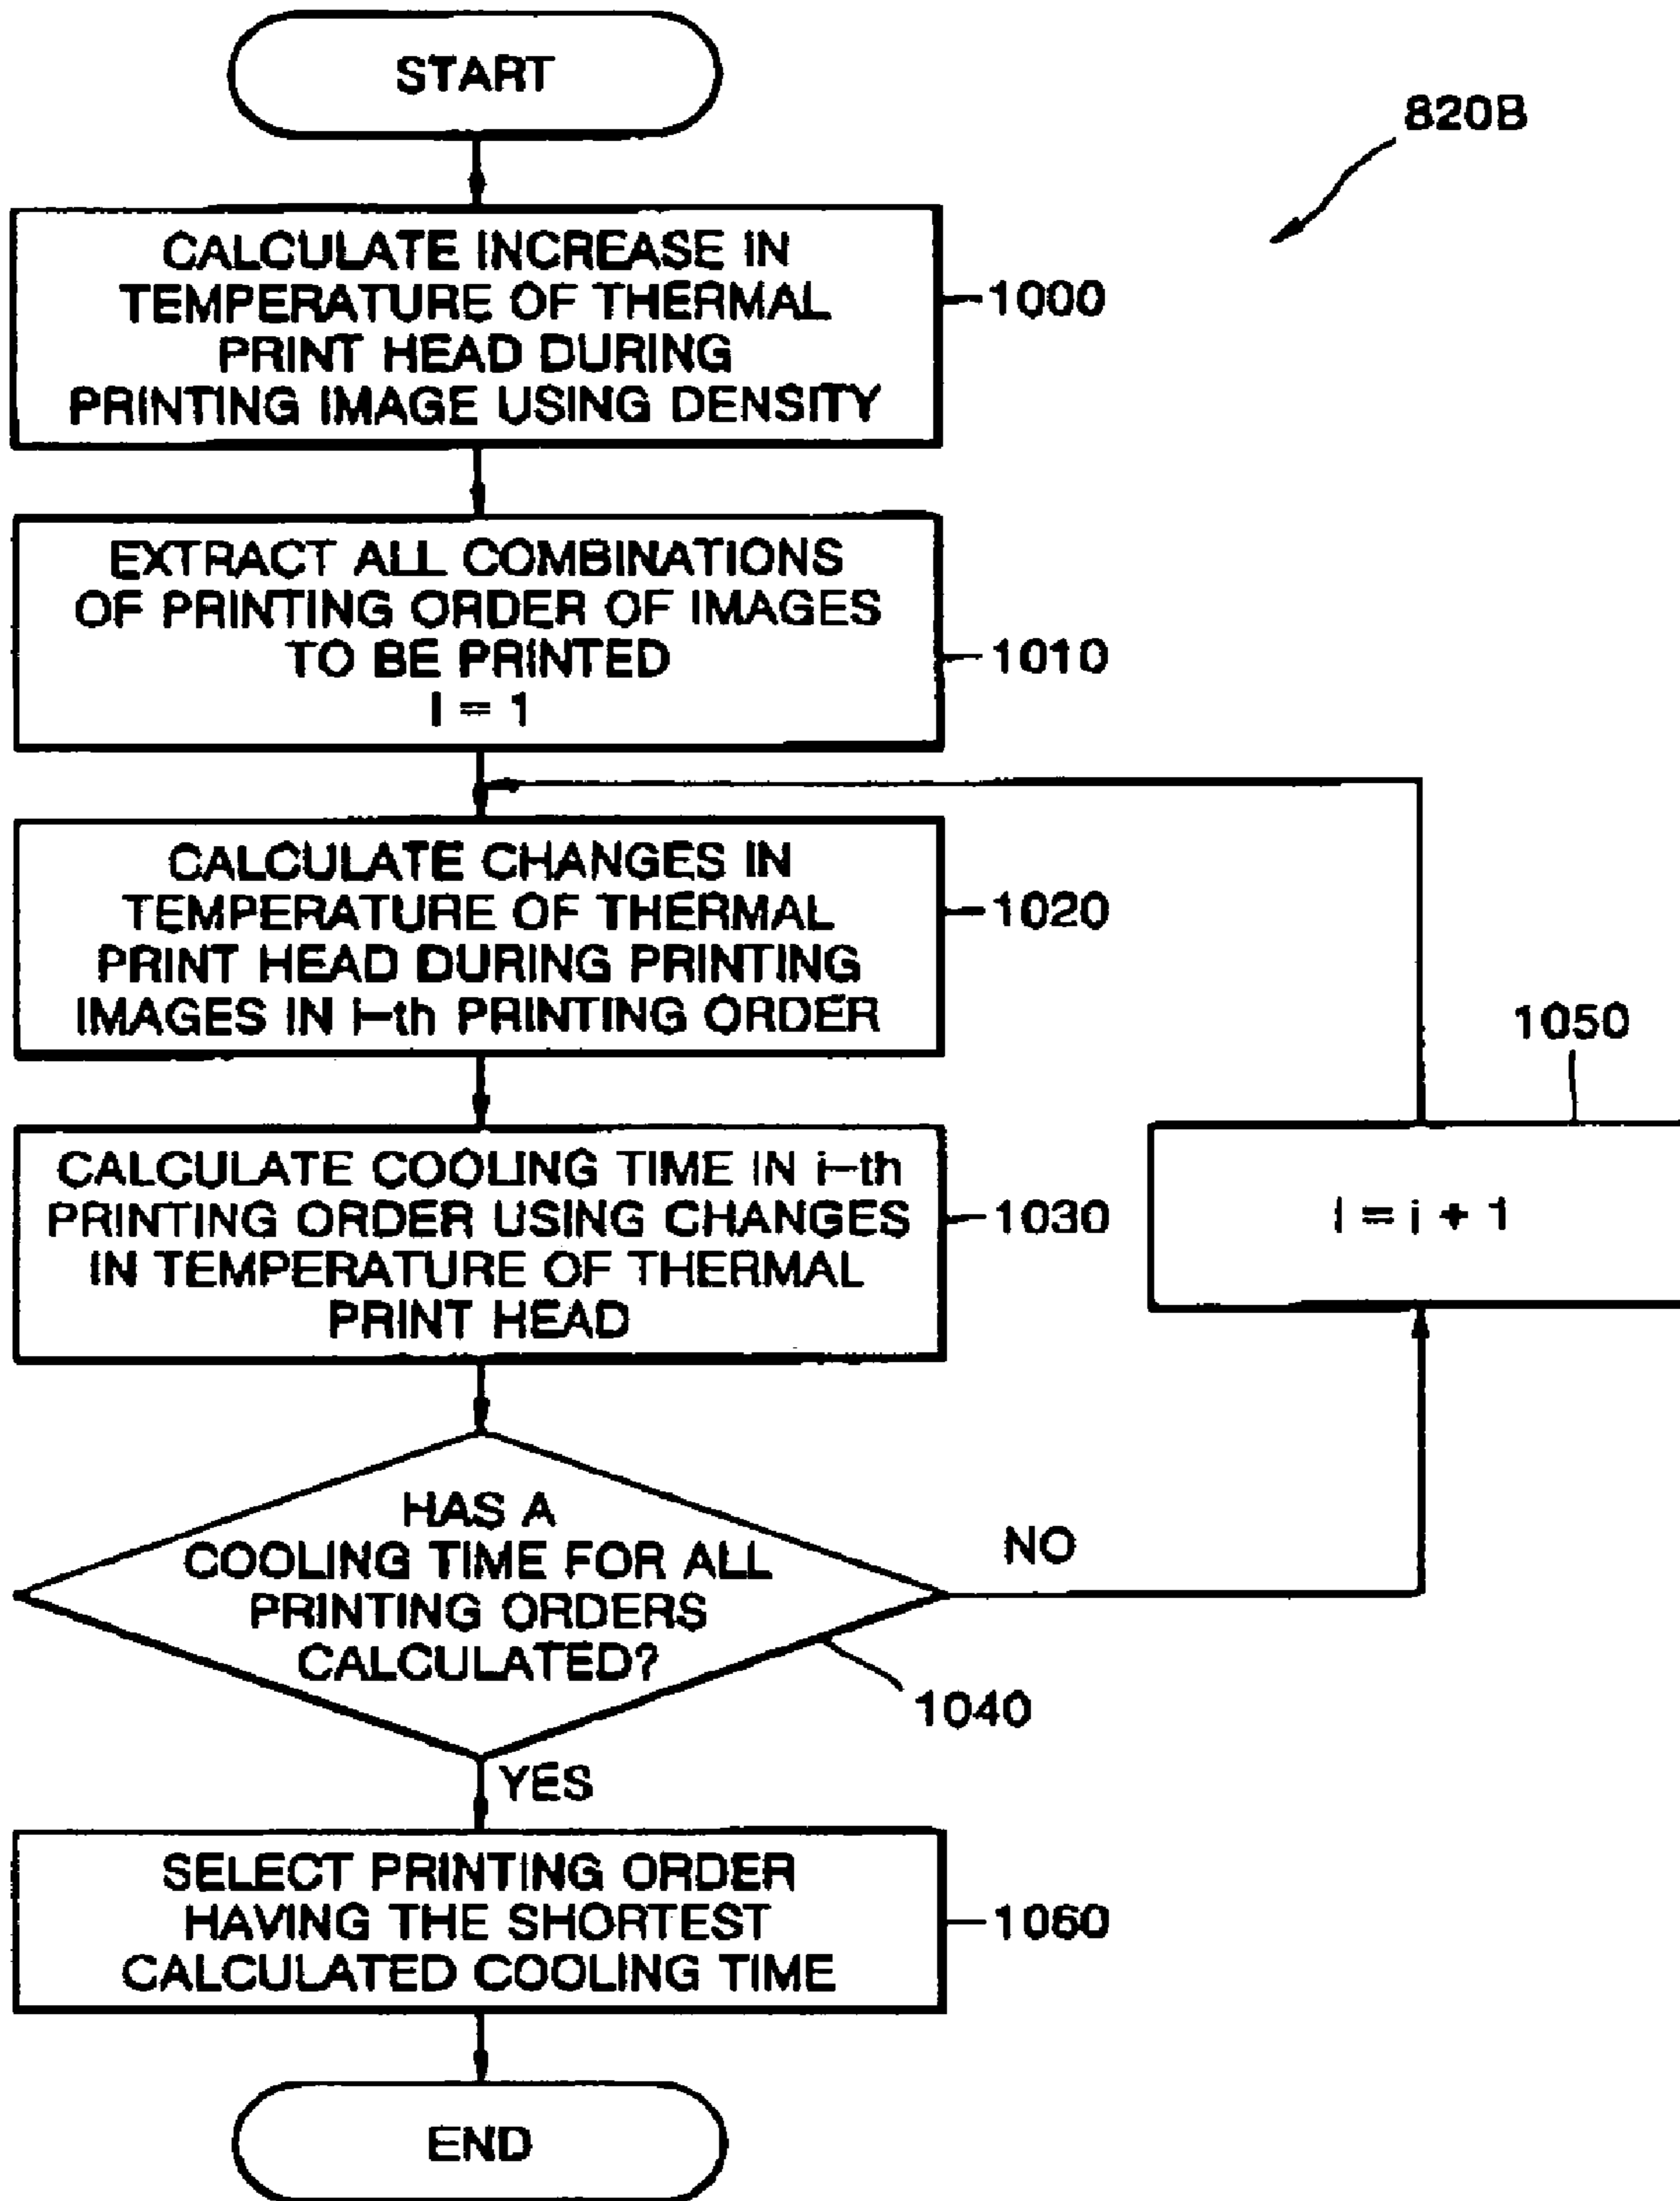 START
820B
CALCULATE INCREASE IN
TEMPERATURE OF THERMAL
PRINT HEAD DURING
PRINTING IMAGE USING DENSITY
1000
EXTRACT ALL COMBINATIONS
OF PRINTING ORDER OF IMAGES
TO BE PRINTED
i = 1
1010
CALCULATE CHANGES IN
TEMPERATURE OF THERMAL
PRINT HEAD DURING PRINTING
IMAGES IN i-th PRINTING ORDER
1020
CALCULATE COOLING TIME IN i-th
PRINTING ORDER USING CHANGES
IN TEMPERATURE OF THERMAL
PRINT HEAD
1030
1050
i = i + 1
HAS A
COOLING TIME FOR ALL
PRINTING ORDERS
CALCULATED?
NO
1040
YES
SELECT PRINTING ORDER
HAVING THE SHORTEST
CALCULATED COOLING TIME
1060
END